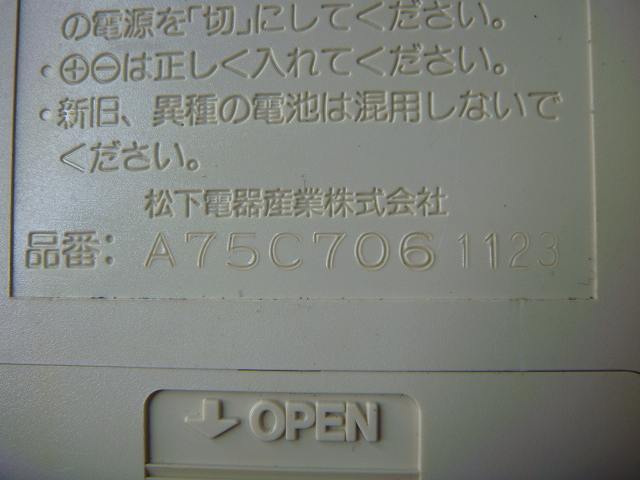 の電源を「切」にしてください。
・⊕⊖は正しく入れてください。
・新旧、異種の電池は混用しないで
ください。
松下電器産業株式会社
品番: A75C706 1123
OPEN